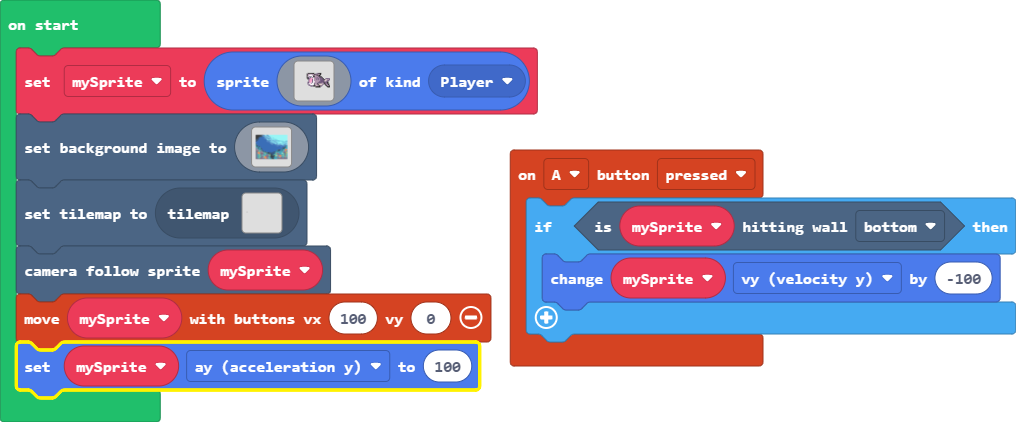 on start
set mySprite to sprite of kind Player
set background image to
set tilemap to tilemap
camera follow sprite mySprite
move mySprite with buttons vx 100 vy 0
set mySprite ay (acceleration y) to 100
on A button pressed
if is mySprite hitting wall bottom then
change mySprite vy (velocity y) by -100